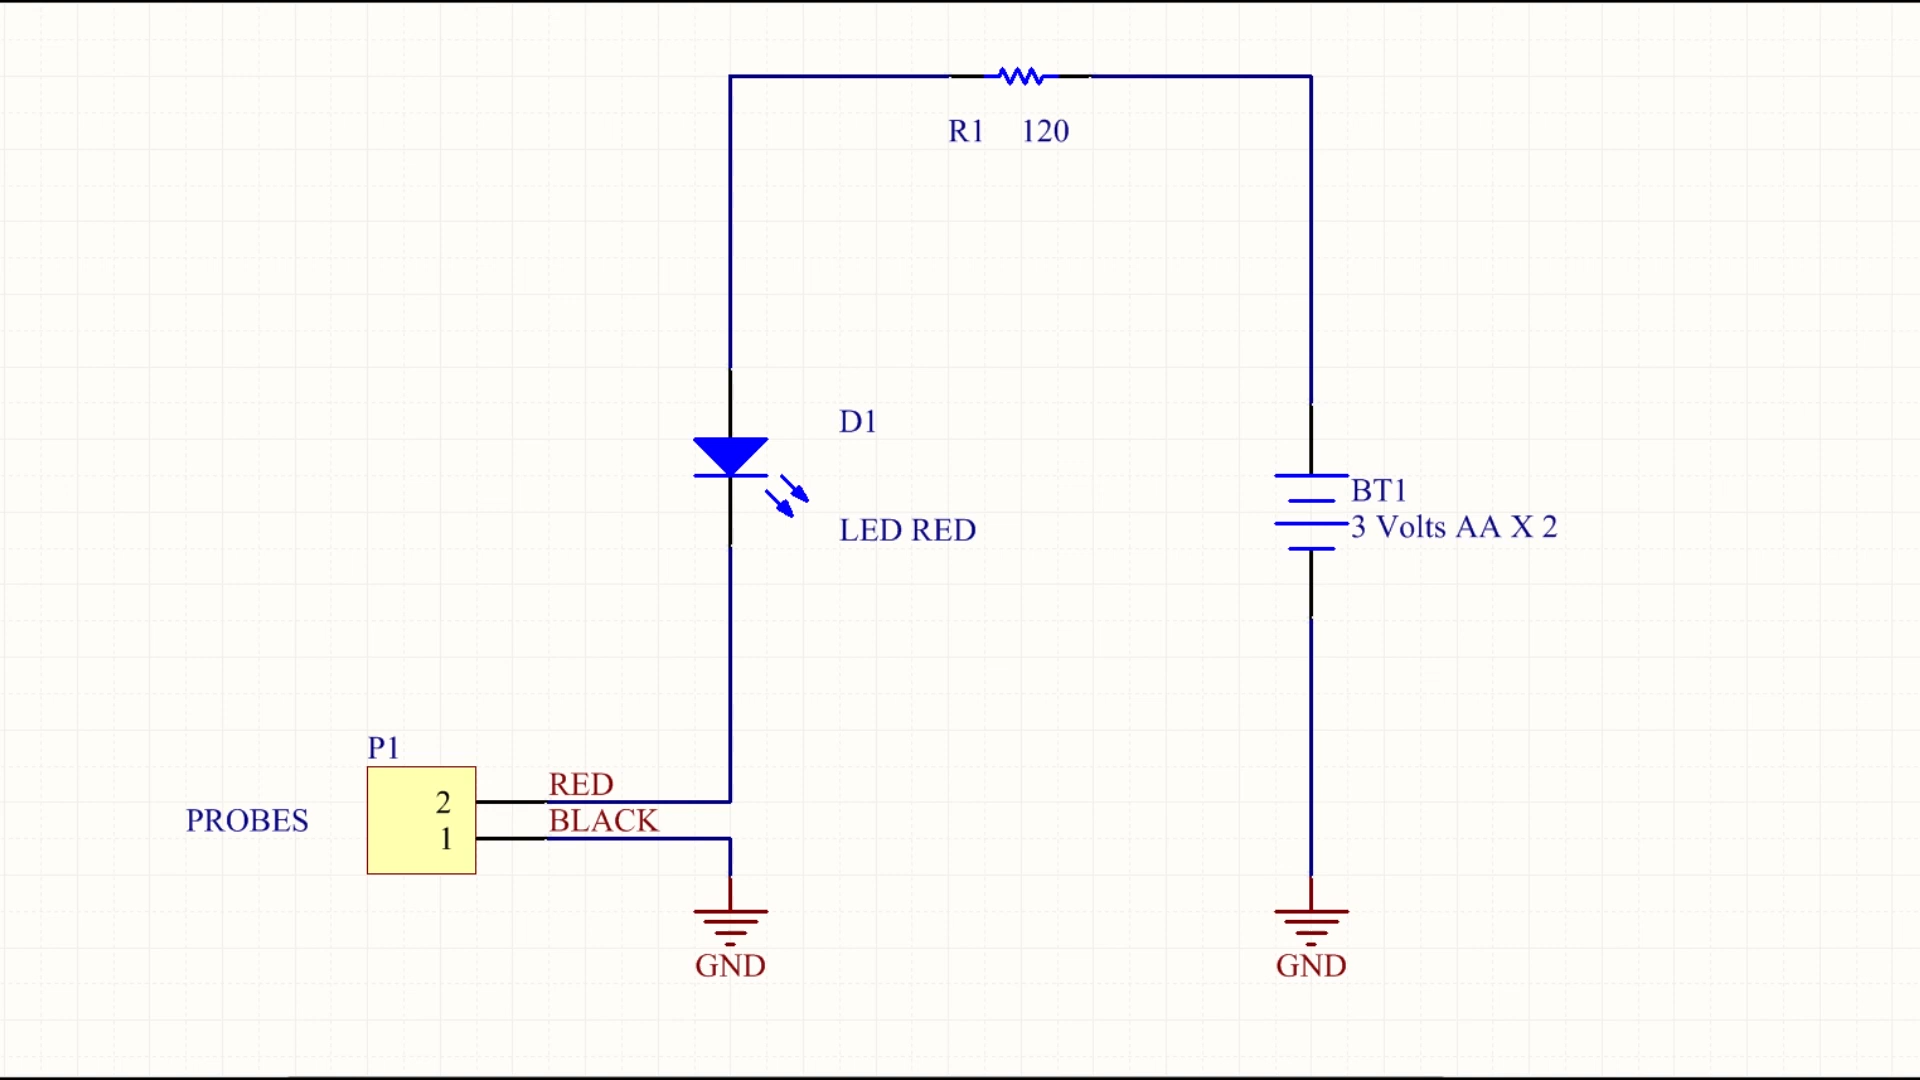 R1 120
D1
BT1
3 Volts AA X 2
LED RED
P1
RED
2
PROBES
BLACK
1
GND
GND